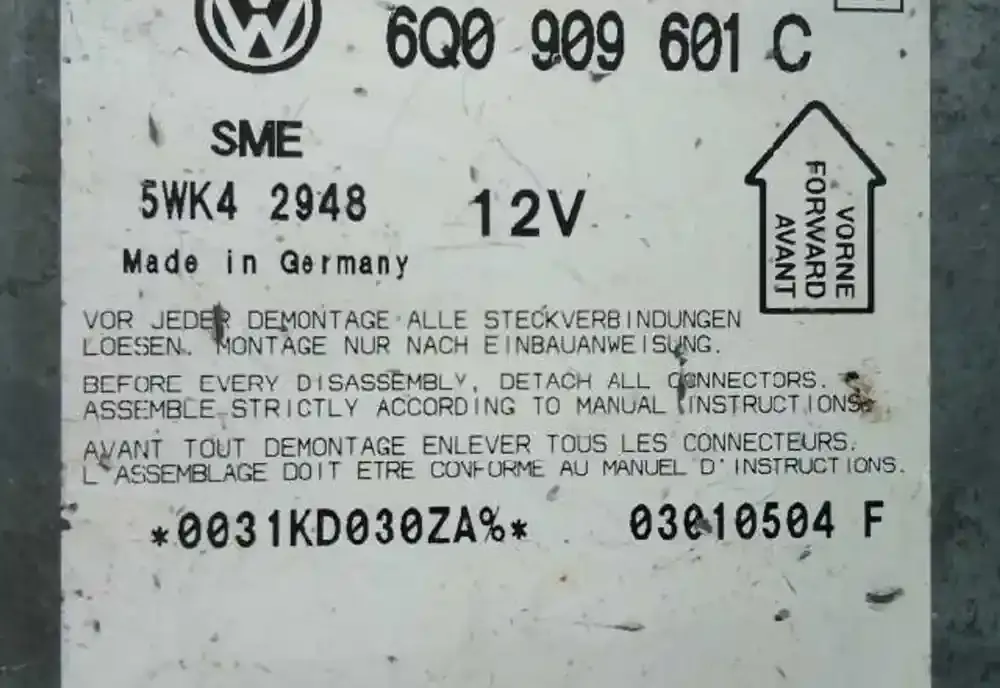 6Q0 909 601 C
SME
5WK4 2948
12V
Made in Germany
VORNE
FORWARD
AVANT
VOR JEDER DEMONTAGE ALLE STECKVERBINDUNGEN
LOESEN. MONTAGE NUR NACH EINBAUANWEISUNG.
BEFORE EVERY DISASSEMBLY, DETACH ALL CONNECTORS.
ASSEMBLE STRICTLY ACCORDING TO MANUAL INSTRUCTIONS.
AVANT TOUT DEMONTAGE ENLEVER TOUS LES CONNECTEURS.
L'ASSEMBLAGE DOIT ETRE CONFORME AU MANUEL D'INSTRUCTIONS.
*0031KD030ZA%*
03010504 F